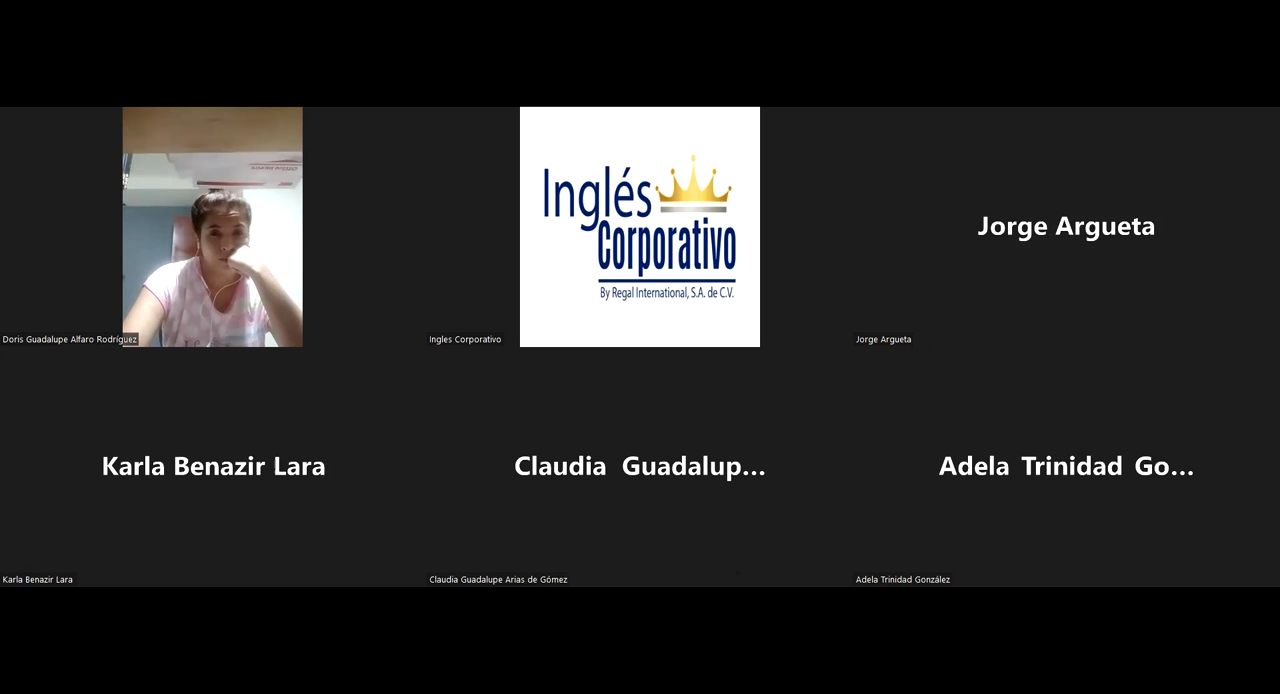 Doris Guadalupe Alfaro Rodríguez
Inglés
Corporativo
By Regal International, S.A. de C.V.
Ingles Corporativo
Jorge Argueta
Jorge Argueta
Karla Benazir Lara
Karla Benazir Lara
Claudia Guadalup...
Claudia Guadalupe Arias de Gómez
Adela Trinidad Go...
Adela Trinidad González